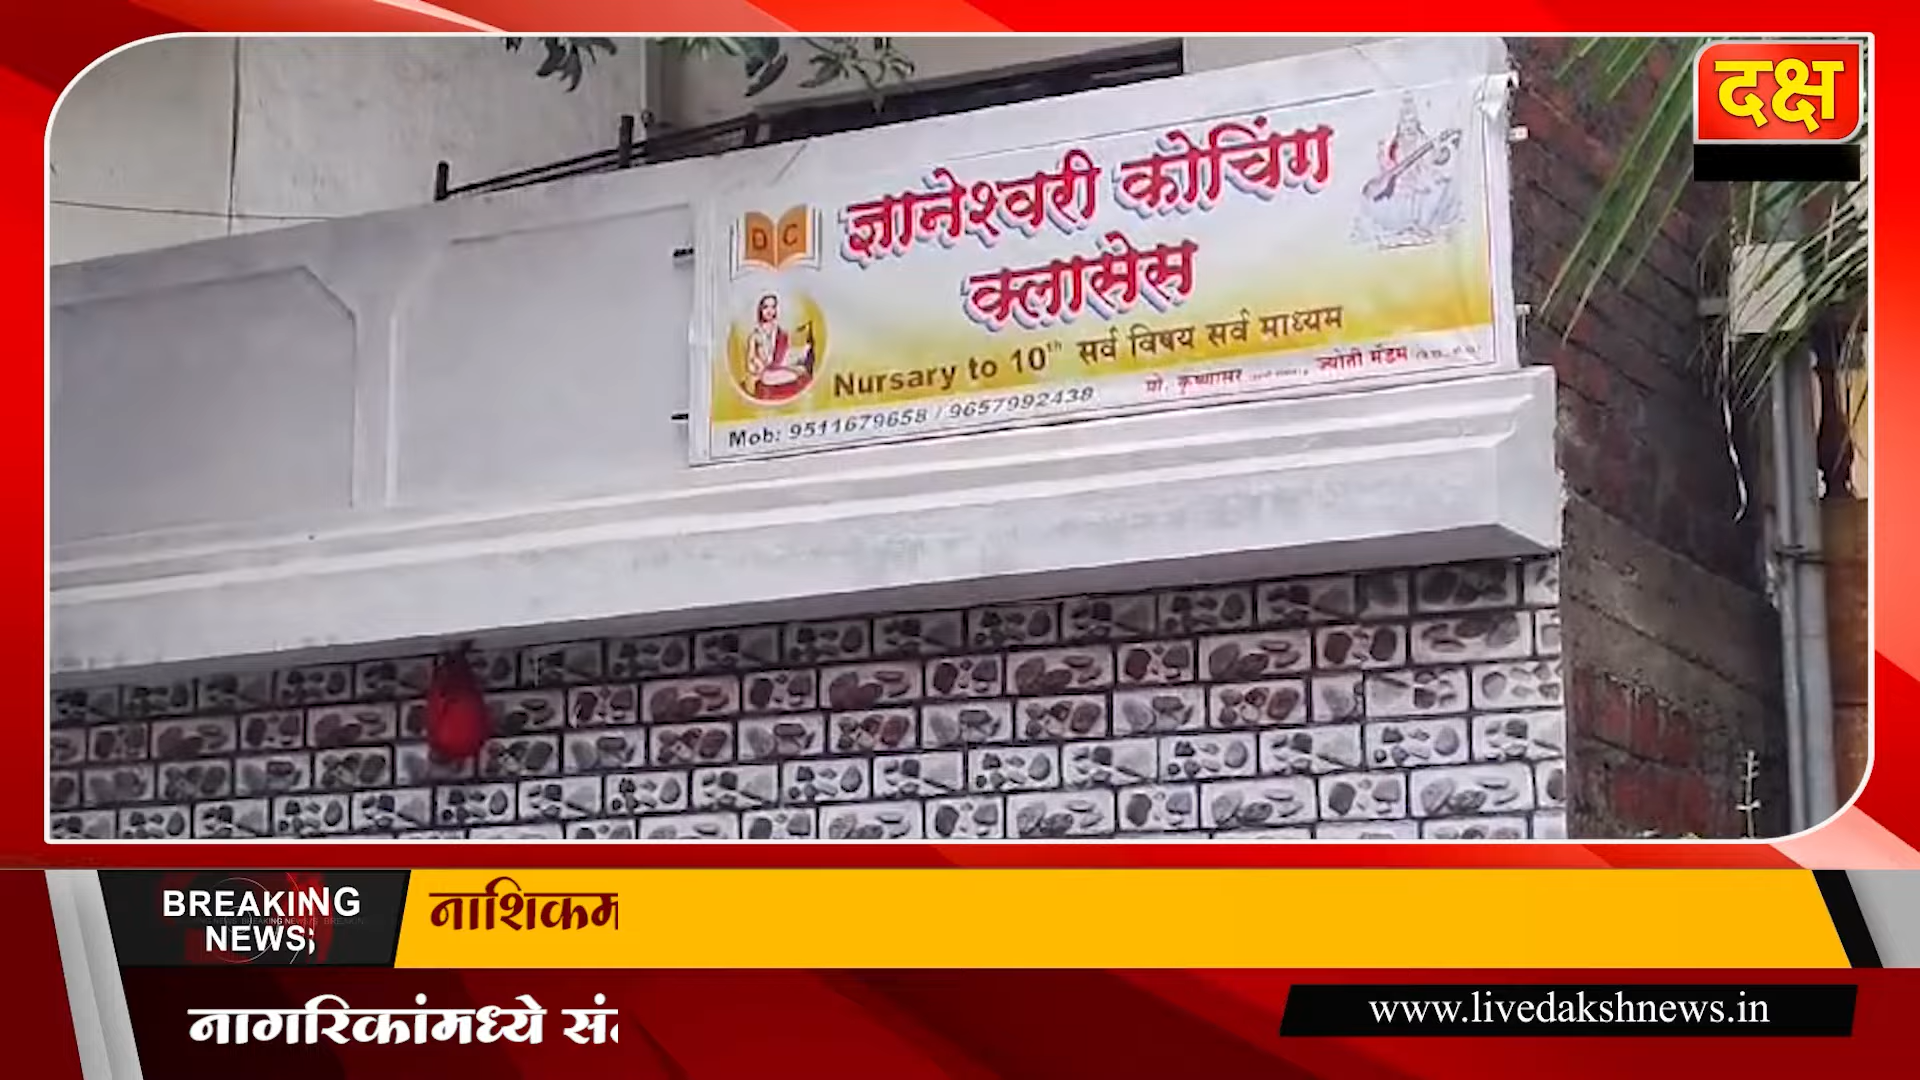 दक्ष
D C
ज्ञानेश्वरी कोचिंग
क्लासेस
Nursary to 10th सर्व विषय सर्व माध्यम
प्रो. कृष्णासर ज्योती मॅडम
Mob: 9511679658 / 9657992438
BREAKING
NEWS
नाशिकम
नागरिकांमध्ये
www.livedakshnews.in